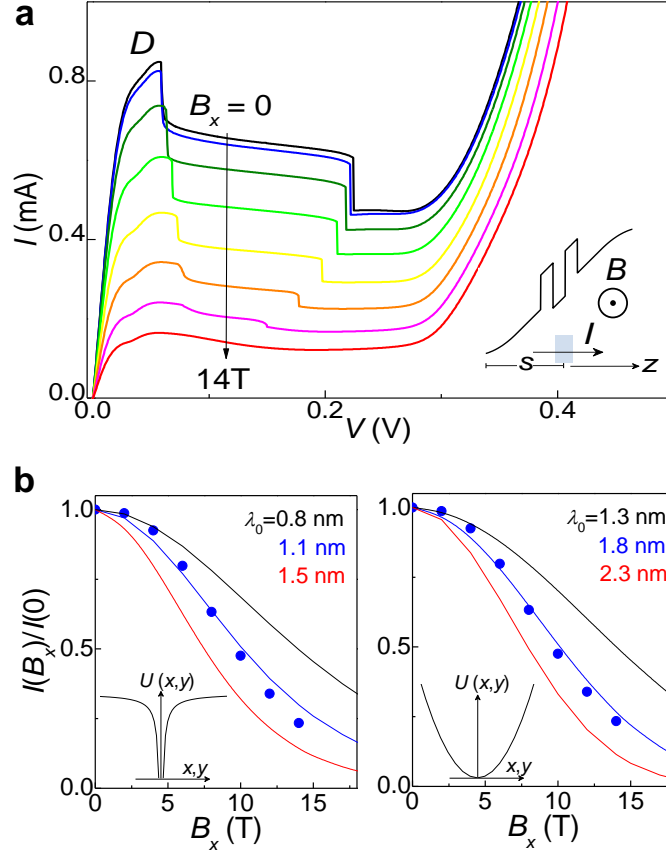 a
D
B_x = 0
14T
0.8
0.4
0.0
I (mA)
0.0
0.2
0.4
V (V)
B
I
s
z
b
1.0
0.5
0.0
I(B_x)/I(0)
λ_0=0.8 nm
1.1 nm
1.5 nm
U (x,y)
x,y
0
5
10
15
B_x (T)
1.0
0.5
0.0
λ_0=1.3 nm
1.8 nm
2.3 nm
U (x,y)
x,y
0
5
10
15
B_x (T)